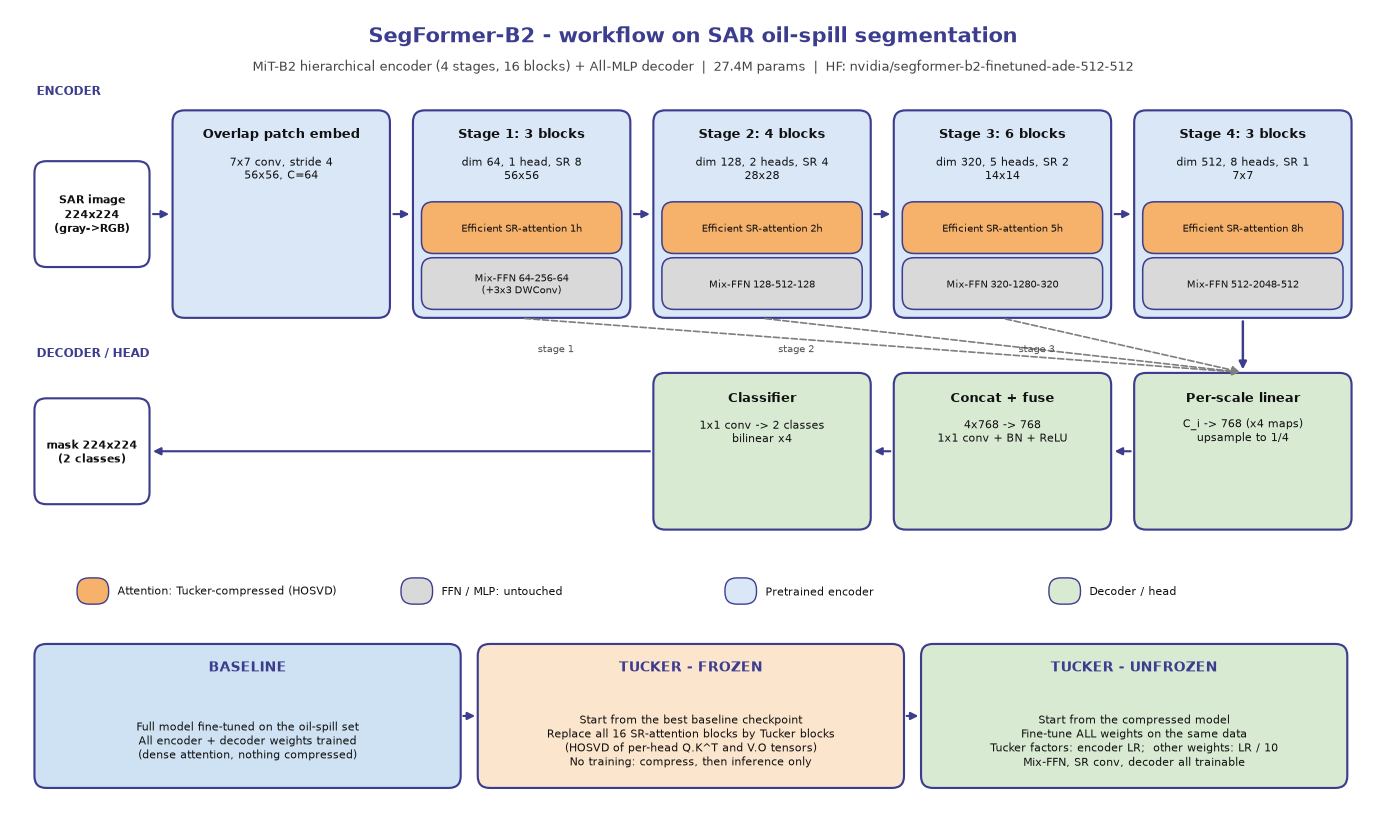 SegFormer-B2 - workflow on SAR oil-spill segmentation
MiT-B2 hierarchical encoder (4 stages, 16 blocks) + All-MLP decoder | 27.4M params | HF: nvidia/segformer-b2-finetuned-ade-512-512
ENCODER
SAR image
224x224
(gray->RGB)
Overlap patch embed
7x7 conv, stride 4
56x56, C=64
Stage 1: 3 blocks
dim 64, 1 head, SR 8
56x56
Efficient SR-attention 1h
Mix-FFN 64-256-64
(+3x3 DWConv)
Stage 2: 4 blocks
dim 128, 2 heads, SR 4
28x28
Efficient SR-attention 2h
Mix-FFN 128-512-128
Stage 3: 6 blocks
dim 320, 5 heads, SR 2
14x14
Efficient SR-attention 5h
Mix-FFN 320-1280-320
Stage 4: 3 blocks
dim 512, 8 heads, SR 1
7x7
Efficient SR-attention 8h
Mix-FFN 512-2048-512
stage 1
stage 2
stage 3
DECODER / HEAD
mask 224x224
(2 classes)
Classifier
1x1 conv -> 2 classes
bilinear x4
Concat + fuse
4x768 -> 768
1x1 conv + BN + ReLU
Per-scale linear
C_i -> 768 (x4 maps)
upsample to 1/4
Attention: Tucker-compressed (HOSVD)
FFN / MLP: untouched
Pretrained encoder
Decoder / head
BASELINE
Full model fine-tuned on the oil-spill set
All encoder + decoder weights trained
(dense attention, nothing compressed)
TUCKER - FROZEN
Start from the best baseline checkpoint
Replace all 16 SR-attention blocks by Tucker blocks
(HOSVD of per-head Q.K^T and V.O tensors)
No training: compress, then inference only
TUCKER - UNFROZEN
Start from the compressed model
Fine-tune ALL weights on the same data
Tucker factors: encoder LR; other weights: LR / 10
Mix-FFN, SR conv, decoder all trainable